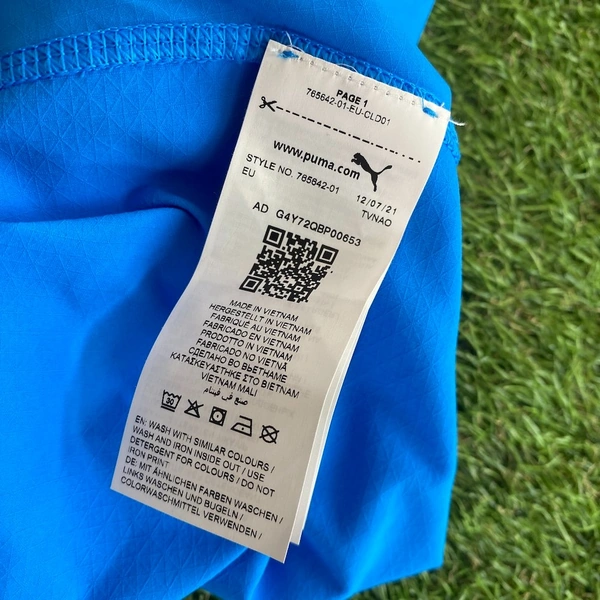 PAGE 1
765642-01-EU-CLD01
www.puma.com
STYLE NO. 765642-01
EU
12/07/21
TVNAO
AD G4Y72QBP00653
MADE IN VIETNAM
HERGESTELLT IN VIETNAM
FABRIQUÉ AU VIETNAM
FABRICADO EN VIETNAM
PRODOTTO IN VIETNAM
FABRICADO NO VIETNÃ
СДЕЛАНО ВО ВЬЕТНАМЕ
ΚΑΤΑΣΚΕΥΑΣΤΗΚΕ ΣΤΟ ΒΙΕΤΝΑΜ
VIETNAM MALI
صنع في فيتنام
30
EN: WASH WITH SIMILAR COLOURS /
WASH AND IRON INSIDE OUT / USE
DETERGENT FOR COLOURS / DO NOT
IRON PRINT
DE: MIT ÄHNLICHEN FARBEN WASCHEN /
LINKS WASCHEN UND BÜGELN /
COLORWASCHMITTEL VERWENDEN /